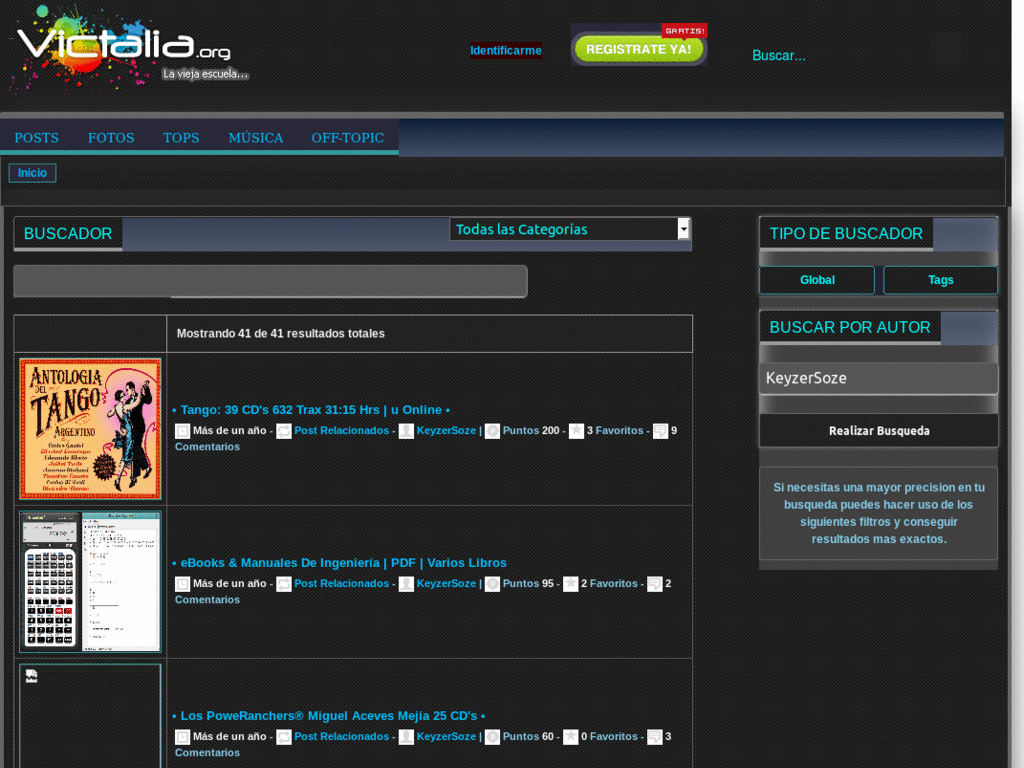 Victalia.org
La vieja escuela...
Identificarme
GRATIS!
REGISTRATE YA!
Buscar...
POSTS FOTOS TOPS MÚSICA OFF-TOPIC
Inicio
BUSCADOR
Todas las Categorías
Mostrando 41 de 41 resultados totales
ANTOLOGIA
DEL
TANGO
ARGENTINO
• Tango: 39 CD's 632 Trax 31:15 Hrs | u Online •
Más de un año - Post Relacionados - KeyzerSoze | Puntos 200 - 3 Favoritos - 9
Comentarios
• eBooks & Manuales De Ingeniería | PDF | Varios Libros
Más de un año - Post Relacionados - KeyzerSoze | Puntos 95 - 2 Favoritos - 2
Comentarios
• Los PoweRanchers® Miguel Aceves Mejía 25 CD's •
Más de un año - Post Relacionados - KeyzerSoze | Puntos 60 - 0 Favoritos - 3
Comentarios
TIPO DE BUSCADOR
Global Tags
BUSCAR POR AUTOR
KeyzerSoze
Realizar Busqueda
Si necesitas una mayor precision en tu
busqueda puedes hacer uso de los
siguientes filtros y conseguir
resultados mas exactos.